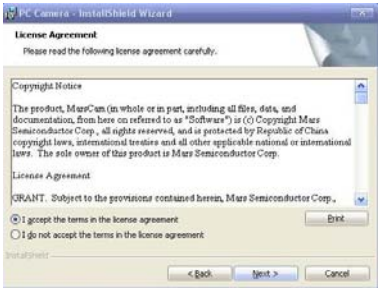 PC Camera - InstallShield Wizard
License Agreement
Please read the following license agreement carefully.
Copyright Notice
The product, MarsCam(in whole or in part, including all files, data, and
documentation, from here on referred to as "Software") is (c) Copyright Mars
Semiconductor Corp., all rights reserved, and is protected by Republic of China
copyright laws, international treaties and all other applicable national or international
laws. The sole owner of this product is Mars Semiconductor Corp.
License Agreement
GRANT. Subject to the provisions contained herein, Mars Semiconductor Corp.,
I accept the terms in the license agreement
Print
I do not accept the terms in the license agreement
InstallShield
< Back
Next >
Cancel